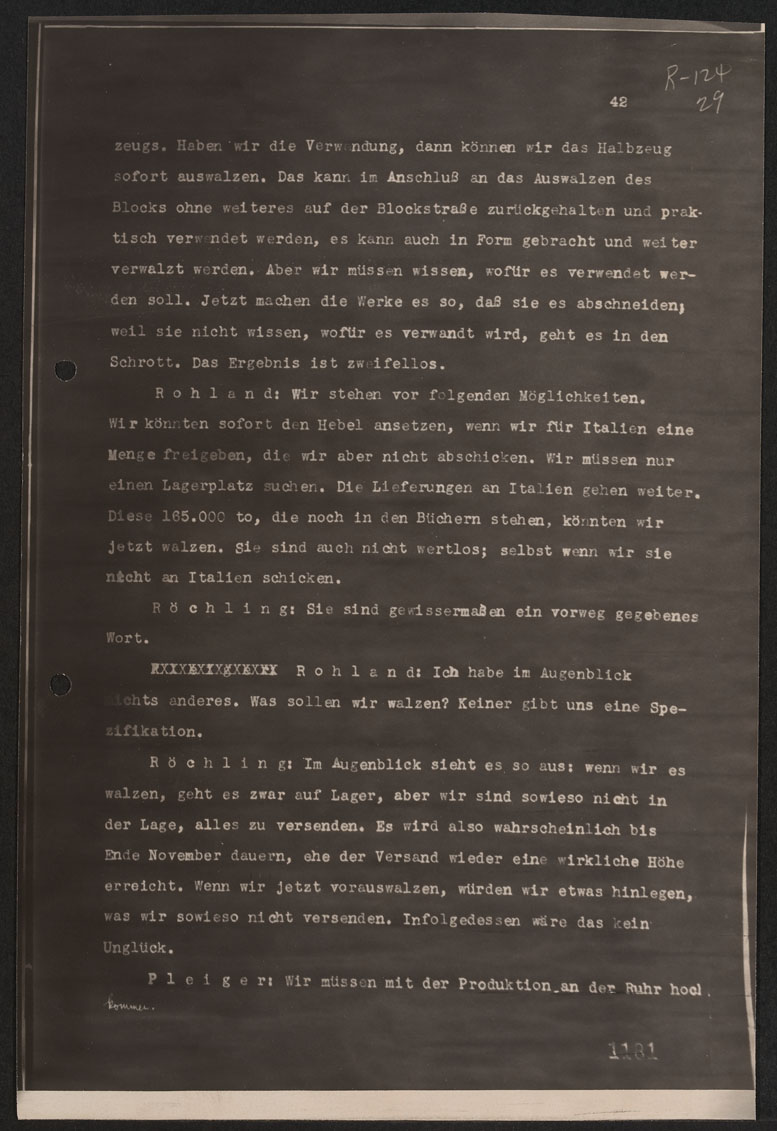 R-124
29
42
zeugs. Haben wir die Verwendung, dann können wir das Halbzeug
sofort auswalzen. Das kann im Anschluß an das Auswalzen des
Blocks ohne weiteres auf der Blockstraße zurückgehalten und prak-
tisch verwendet werden, es kann auch in Form gebracht und weiter
verwalzt werden. Aber wir müssen wissen, wofür es verwendet wer-
den soll. Jetzt machen die Werke es so, daß sie es abschneiden;
weil sie nicht wissen, wofür es verwandt wird, geht es in den
Schrott. Das Ergebnis ist zweifellos.
R o h l a n d: Wir stehen vor folgenden Möglichkeiten.
Wir könnten sofort den Hebel ansetzen, wenn wir für Italien eine
Menge freigeben, die wir aber nicht abschicken. Wir müssen nur
einen Lagerplatz suchen. Die Lieferungen an Italien gehen weiter.
Diese 165.000 to, die noch in den Büchern stehen, könnten wir
jetzt walzen. Sie sind auch nicht wertlos; selbst wenn wir sie
nicht an Italien schicken.
R ö c h l i n g: Sie sind gewissermaßen ein vorweg gegebenes
Wort.
R o h l a n d: Ich habe im Augenblick
nichts anderes. Was sollen wir walzen? Keiner gibt uns eine Spe-
zifikation.
R ö c h l i n g: Im Augenblick sieht es so aus: wenn wir es
walzen, geht es zwar auf Lager, aber wir sind sowieso nicht in
der Lage, alles zu versenden. Es wird also wahrscheinlich bis
Ende November dauern, ehe der Versand wieder eine wirkliche Höhe
erreicht. Wenn wir jetzt vorauswalzen, würden wir etwas hinlegen,
was wir sowieso nicht versenden. Infolgedessen wäre das kein
Unglück.
P l e i g e r: Wir müssen mit der Produktion an der Ruhr hoch
kommen.
1181